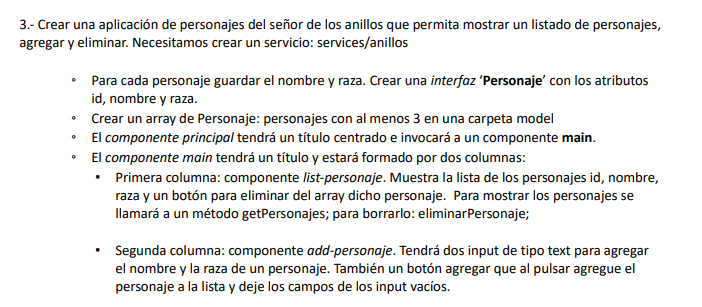 3.- Crear una aplicación de personajes del señor de los anillos que permita mostrar un listado de personajes,
agregar y eliminar. Necesitamos crear un servicio: services/anillos
◦ Para cada personaje guardar el nombre y raza. Crear una interfaz ‘Personaje’ con los atributos
id, nombre y raza.
◦ Crear un array de Personaje: personajes con al menos 3 en una carpeta model
◦ El componente principal tendrá un título centrado e invocará a un componente main.
◦ El componente main tendrá un título y estará formado por dos columnas:
▪ Primera columna: componente list-personaje. Muestra la lista de los personajes id, nombre,
raza y un botón para eliminar del array dicho personaje. Para mostrar los personajes se
llamará a un método getPersonajes; para borrarlo: eliminarPersonaje;
▪ Segunda columna: componente add-personaje. Tendrá dos input de tipo text para agregar
el nombre y la raza de un personaje. También un botón agregar que al pulsar agregue el
personaje a la lista y deje los campos de los input vacíos.